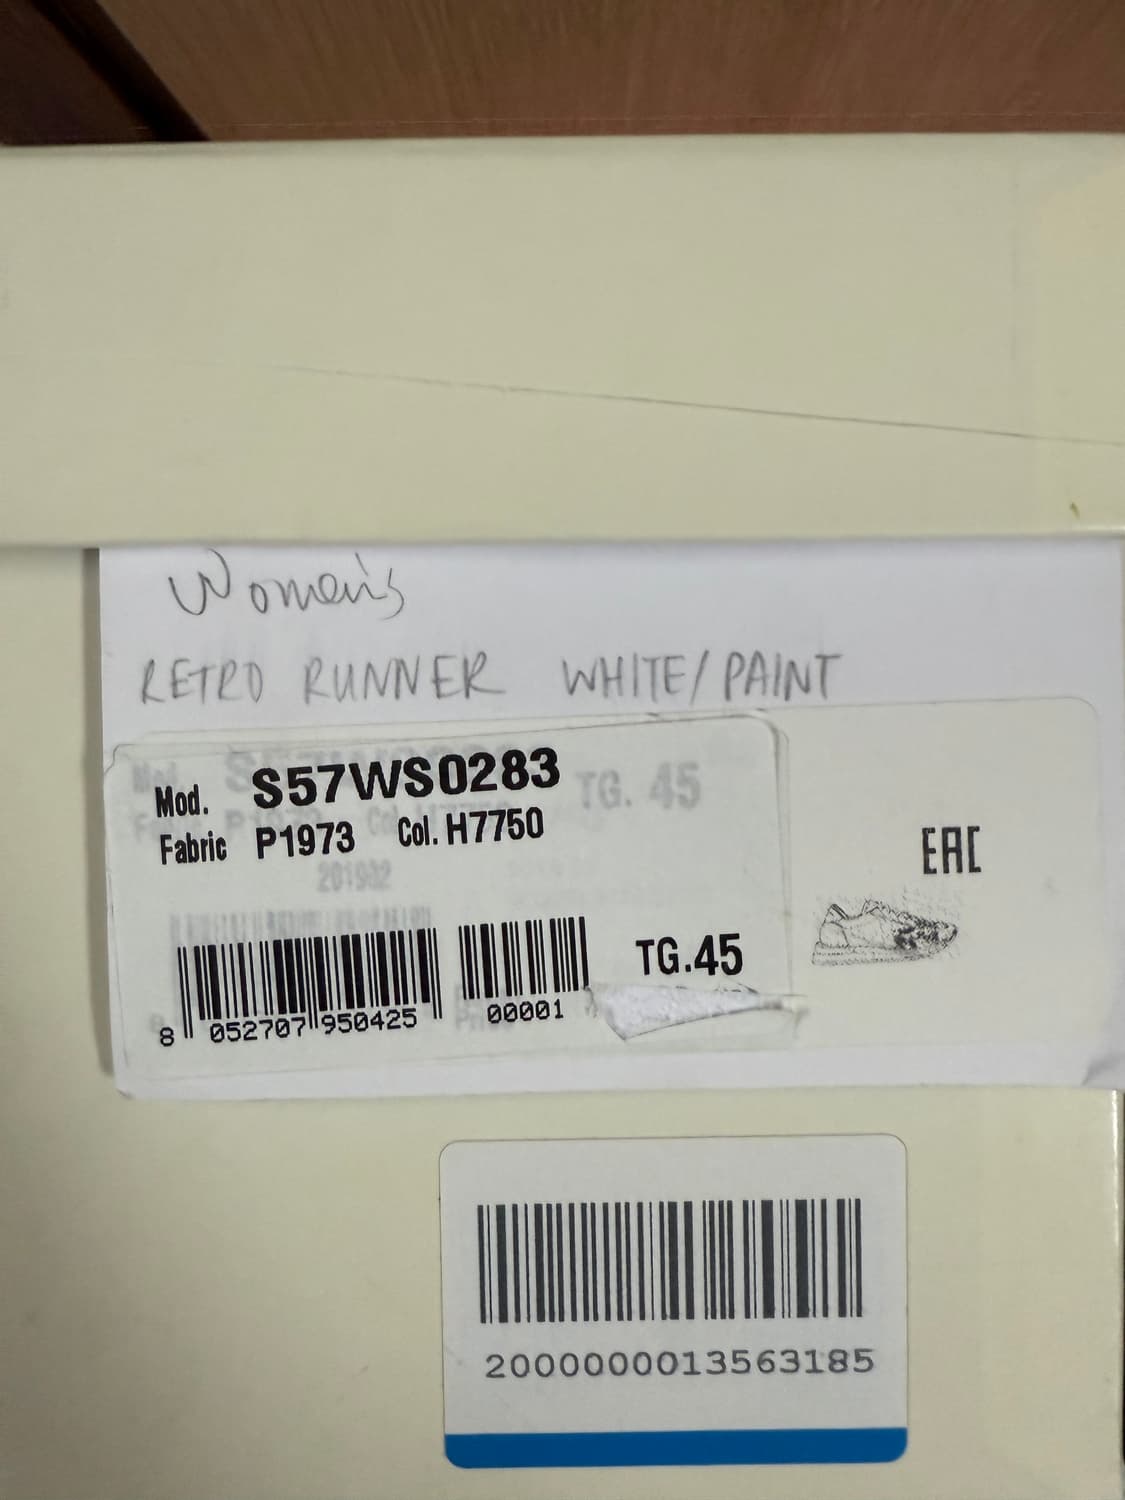 Women's
RETRO RUNNER WHITE/PAINT
Mod. S57WS0283
TG. 45
Fabric P1973 Col. H7750
201902
EAC
TG.45
8 052707 950425 00001
2000000013563185